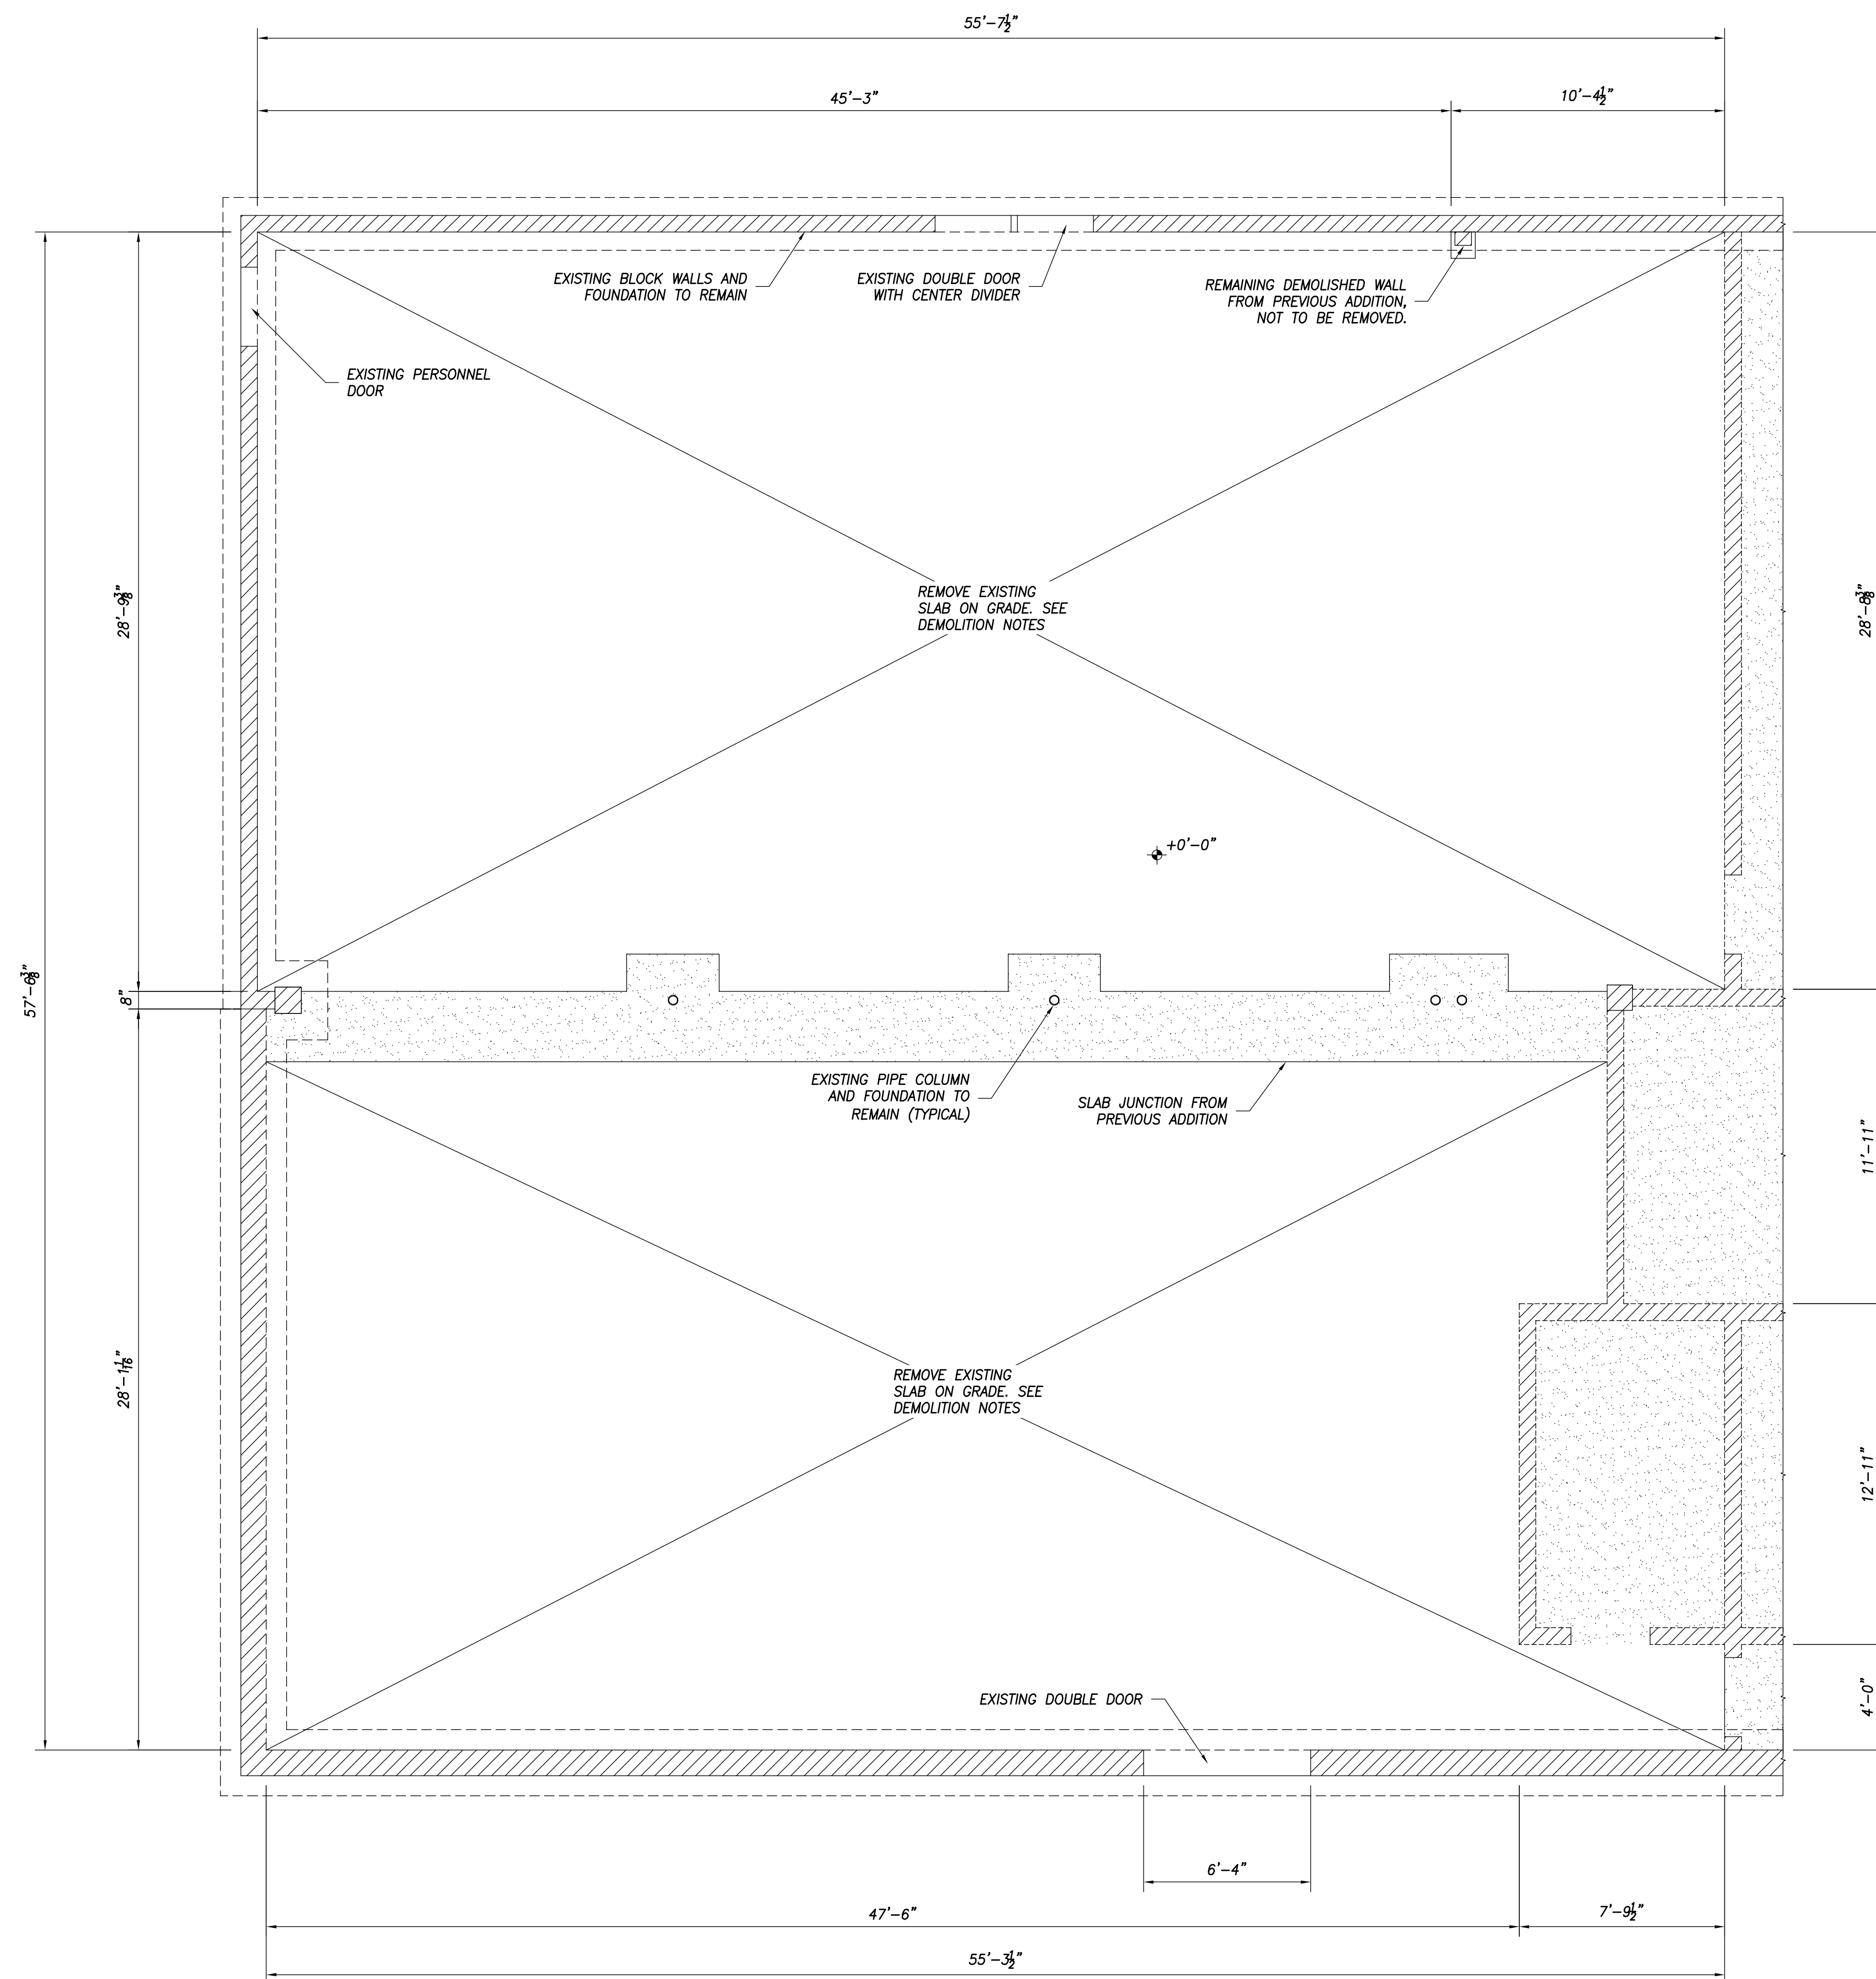 55'-7½"
45'-3"
10'-4½"
EXISTING BLOCK WALLS AND
FOUNDATION TO REMAIN
EXISTING DOUBLE DOOR
WITH CENTER DIVIDER
REMAINING DEMOLISHED WALL
FROM PREVIOUS ADDITION,
NOT TO BE REMOVED.
EXISTING PERSONNEL
DOOR
28'-9⅜"
28'-8⅜"
REMOVE EXISTING
SLAB ON GRADE. SEE
DEMOLITION NOTES
+0'-0"
57'-6⅜"
8"
EXISTING PIPE COLUMN
AND FOUNDATION TO
REMAIN (TYPICAL)
SLAB JUNCTION FROM
PREVIOUS ADDITION
11'-11"
28'-1 1/16"
REMOVE EXISTING
SLAB ON GRADE. SEE
DEMOLITION NOTES
12'-11"
EXISTING DOUBLE DOOR
4'-0"
6'-4"
47'-6"
7'-9½"
55'-3½"